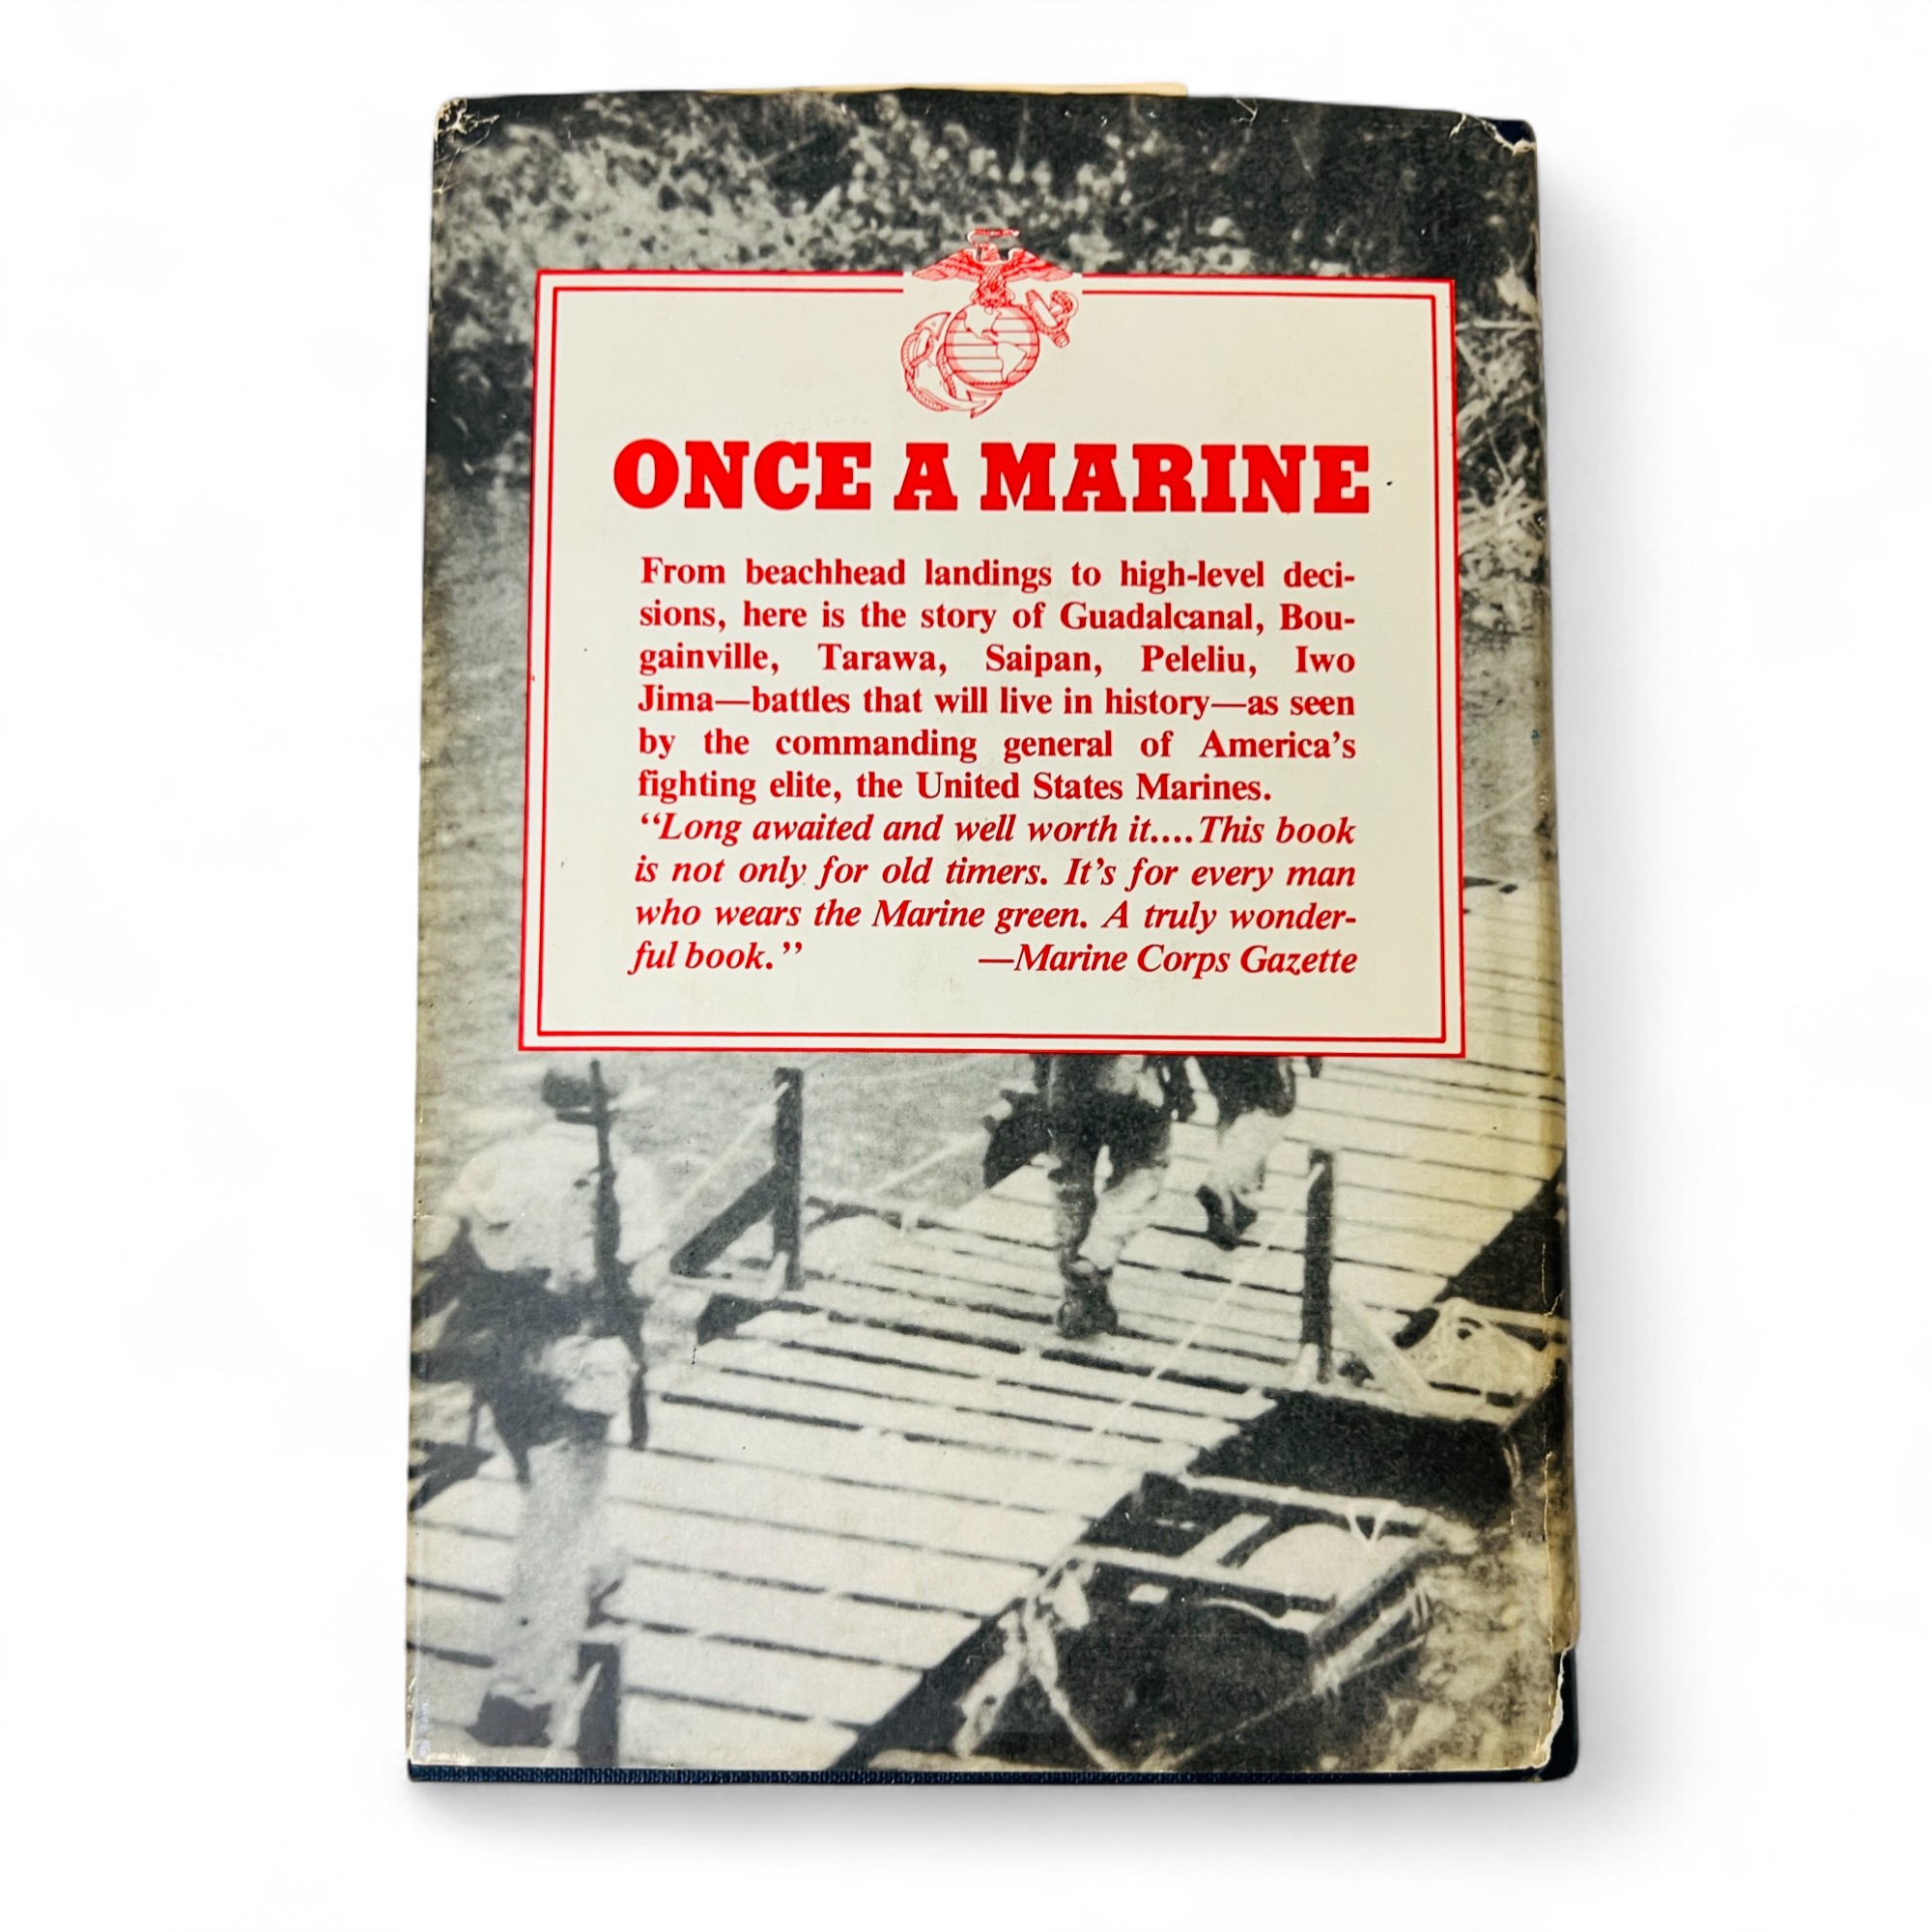 ONCE A MARINE
From beachhead landings to high-level deci-
sions, here is the story of Guadalcanal, Bou-
gainville, Tarawa, Saipan, Peleliu, Iwo
Jima—battles that will live in history—as seen
by the commanding general of America's
fighting elite, the United States Marines.
"Long awaited and well worth it....This book
is not only for old timers. It's for every man
who wears the Marine green. A truly wonder-
ful book." —Marine Corps Gazette